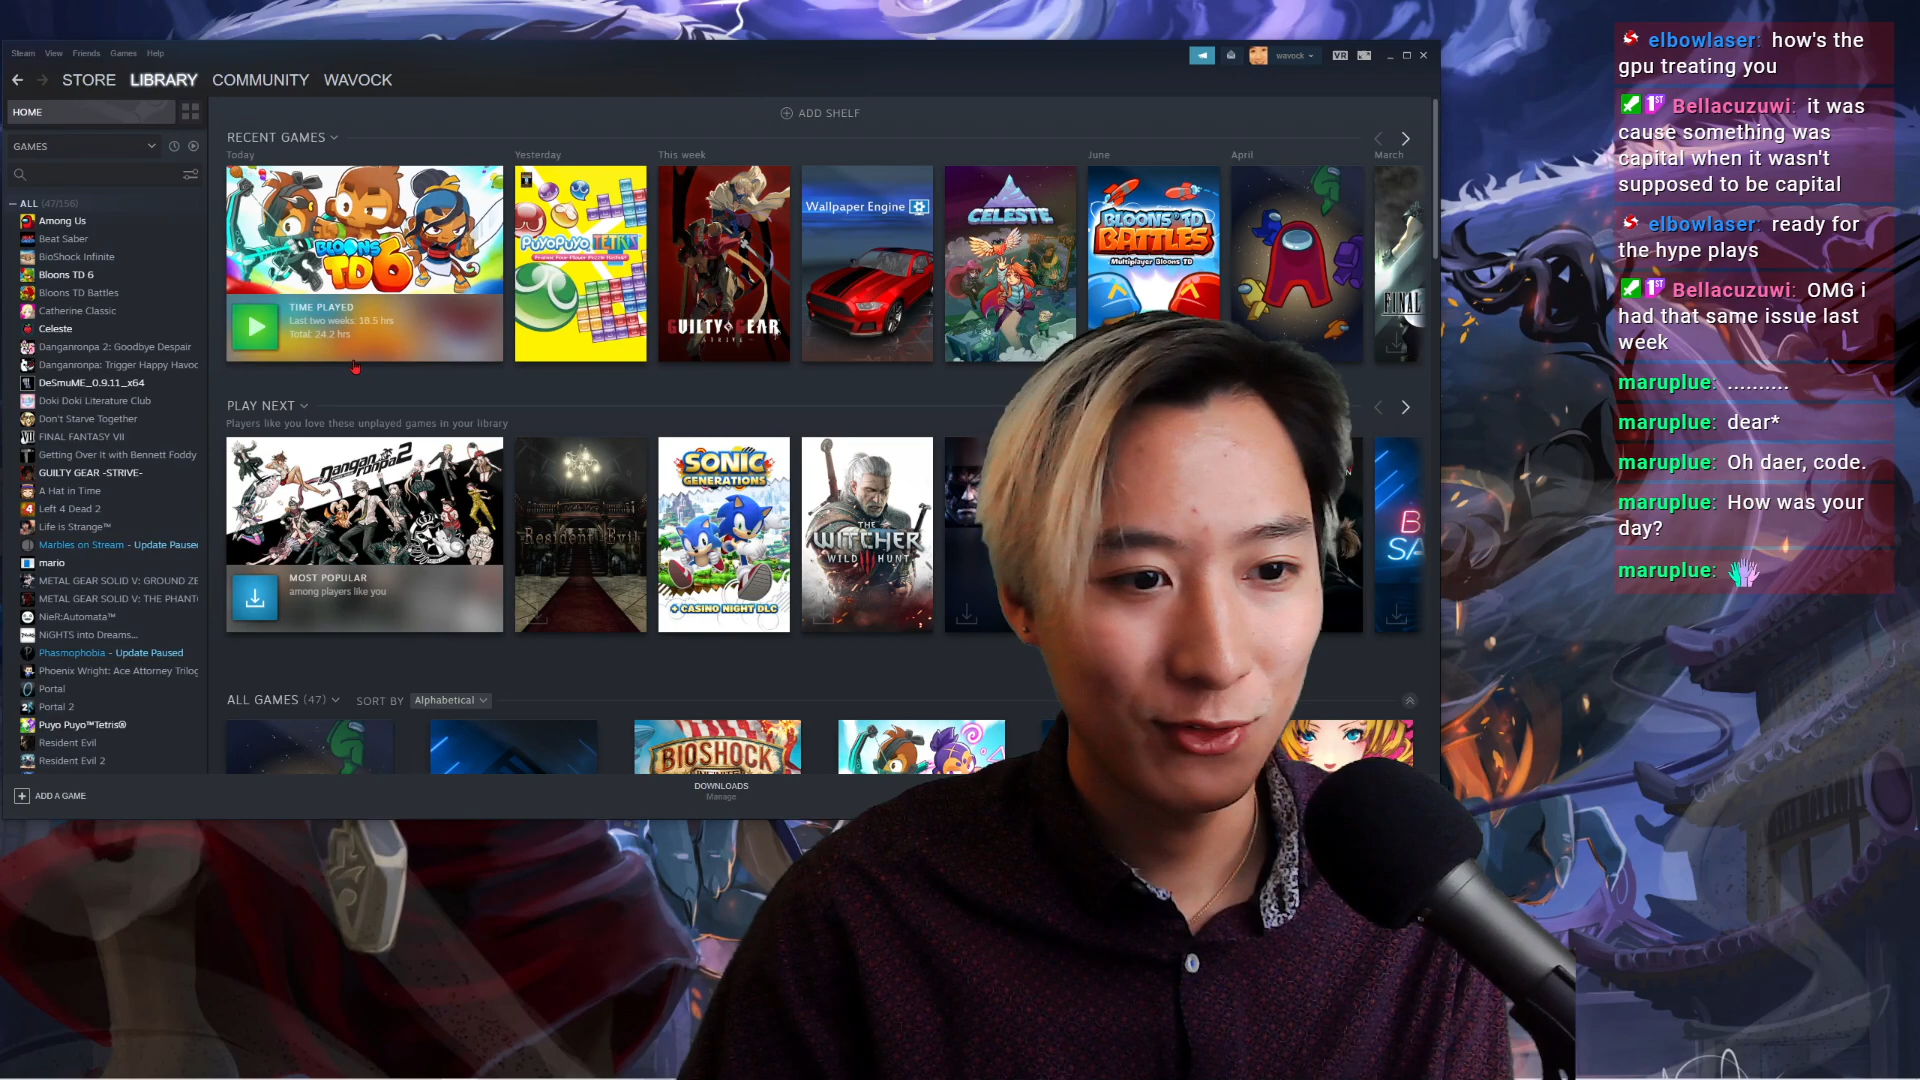 Steam View Friends Games Help
wavock
VR
STORE LIBRARY COMMUNITY WAVOCK
HOME
GAMES
ALL (47/156)
Among Us
Beat Saber
BioShock Infinite
Bloons TD 6
Bloons TD Battles
Catherine Classic
Celeste
Danganronpa 2: Goodbye Despair
Danganronpa: Trigger Happy Havoc
DeSmuME_0.9.11_x64
Doki Doki Literature Club
Don't Starve Together
FINAL FANTASY VII
Getting Over It with Bennett Foddy
GUILTY GEAR -STRIVE-
A Hat in Time
Left 4 Dead 2
Life is Strange™
Marbles on Stream - Update Paused
mario
METAL GEAR SOLID V: GROUND ZE
METAL GEAR SOLID V: THE PHANT
NieR:Automata™
NiGHTS into Dreams...
Phasmophobia - Update Paused
Phoenix Wright: Ace Attorney Trilog
Portal
Portal 2
Puyo Puyo™Tetris®
Resident Evil
Resident Evil 2
ADD A GAME
ADD SHELF
RECENT GAMES
Today
Yesterday
This week
June
April
March
BLOONS TD 6
PuyoPuyo TETRIS
GUILTY GEAR
STRIVE
Wallpaper Engine
CELESTE
BLOONS TD
BATTLES
Multiplayer Bloons TD
FINAL
TIME PLAYED
Last two weeks: 18.5 hrs
Total: 24.2 hrs
PLAY NEXT
Players like you love these unplayed games in your library
DanganRonpa2
Resident Evil
SONIC
GENERATIONS
+ CASINO NIGHT DLC
THE
WITCHER
WILD HUNT
MOST POPULAR
among players like you
ALL GAMES (47)
SORT BY Alphabetical
BIOSHOCK
INFINITE
DOWNLOADS
Manage
elbowlaser: how's the
gpu treating you
1ST Bellacuzuwi: it was
cause something was
capital when it wasn't
supposed to be capital
elbowlaser: ready for
the hype plays
1ST Bellacuzuwi: OMG i
had that same issue last
week
maruplue: ..........
maruplue: dear*
maruplue: Oh daer, code.
maruplue: How was your
day?
maruplue: